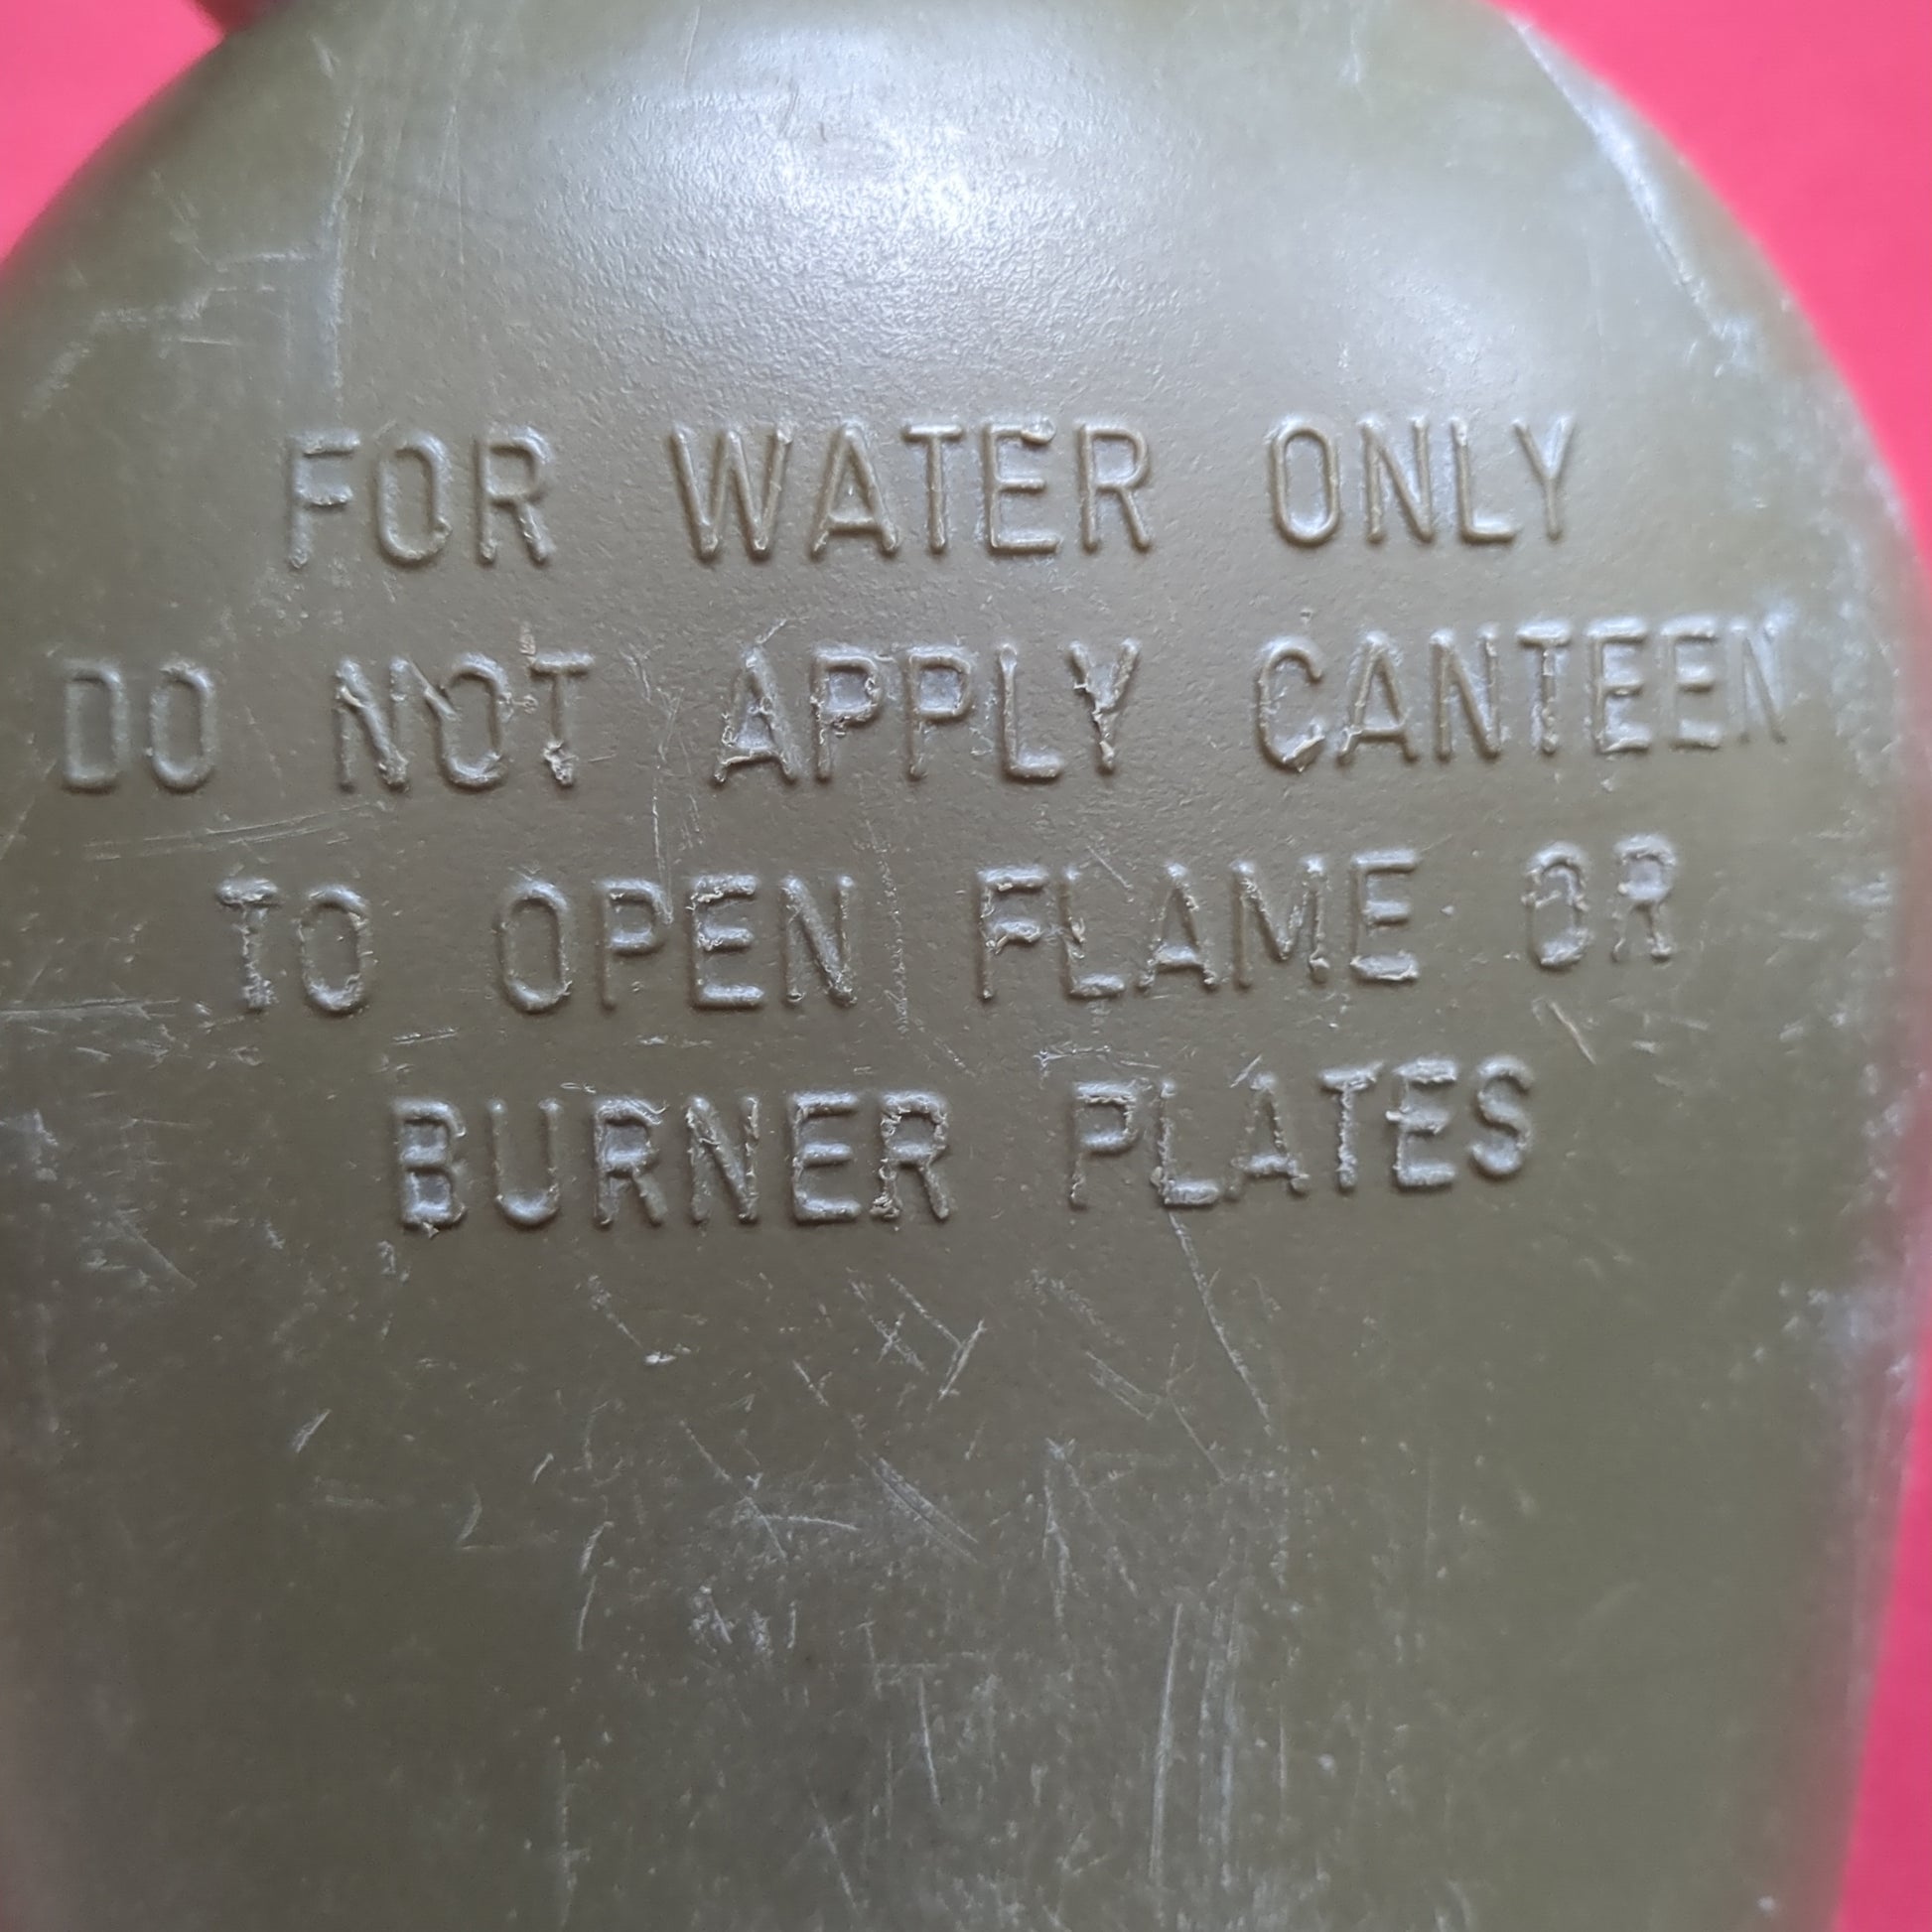 FOR WATER ONLY
DO NOT APPLY CANTEEN
TO OPEN FLAME OR
BURNER PLATES